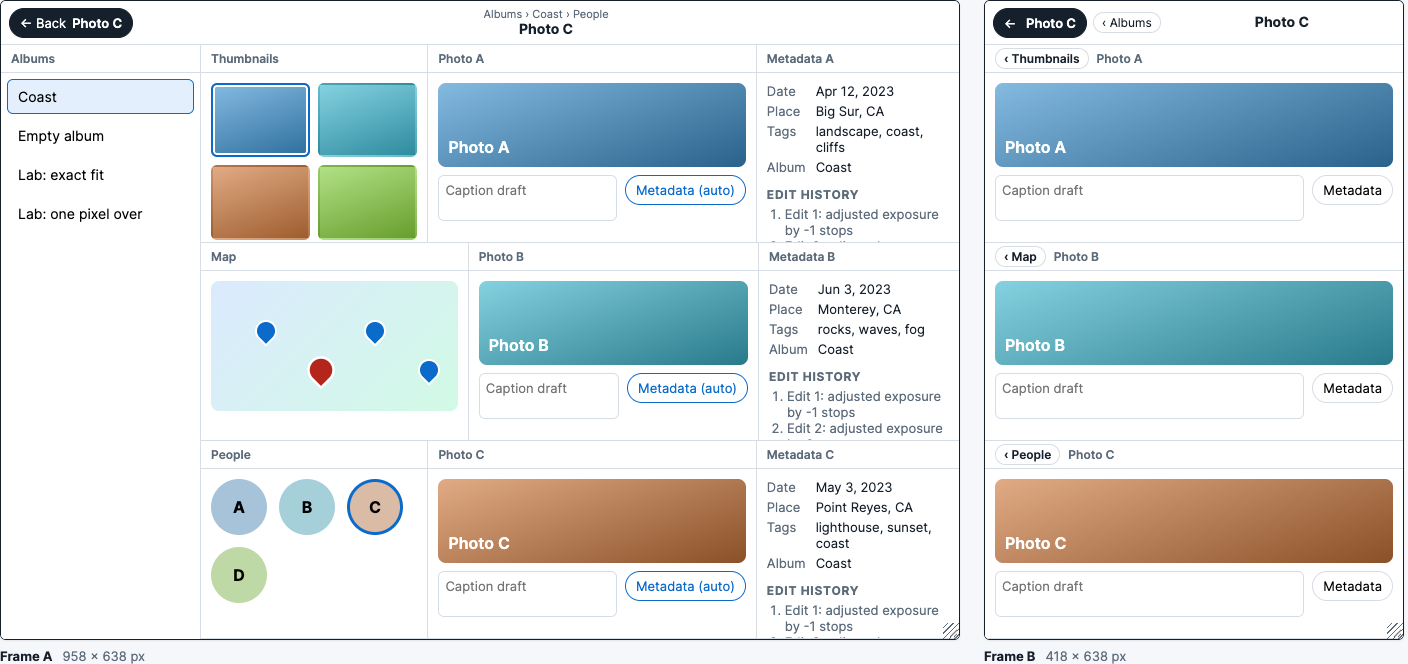 ← Back Photo C
Albums › Coast › People
Photo C
Albums
Coast
Empty album
Lab: exact fit
Lab: one pixel over
Thumbnails
Photo A
Photo A
Caption draft
Metadata (auto)
Metadata A
Date Apr 12, 2023
Place Big Sur, CA
Tags landscape, coast,
cliffs
Album Coast
EDIT HISTORY
1. Edit 1: adjusted exposure
by -1 stops
Map
Photo B
Photo B
Caption draft
Metadata (auto)
Metadata B
Date Jun 3, 2023
Place Monterey, CA
Tags rocks, waves, fog
Album Coast
EDIT HISTORY
1. Edit 1: adjusted exposure
by -1 stops
2. Edit 2: adjusted exposure
People
A B C
D
Photo C
Photo C
Caption draft
Metadata (auto)
Metadata C
Date May 3, 2023
Place Point Reyes, CA
Tags lighthouse, sunset,
coast
Album Coast
EDIT HISTORY
1. Edit 1: adjusted exposure
by -1 stops
Frame A 958 × 638 px
← Photo C ‹ Albums Photo C
‹ Thumbnails Photo A
Photo A
Caption draft Metadata
‹ Map Photo B
Photo B
Caption draft Metadata
‹ People Photo C
Photo C
Caption draft Metadata
Frame B 418 × 638 px